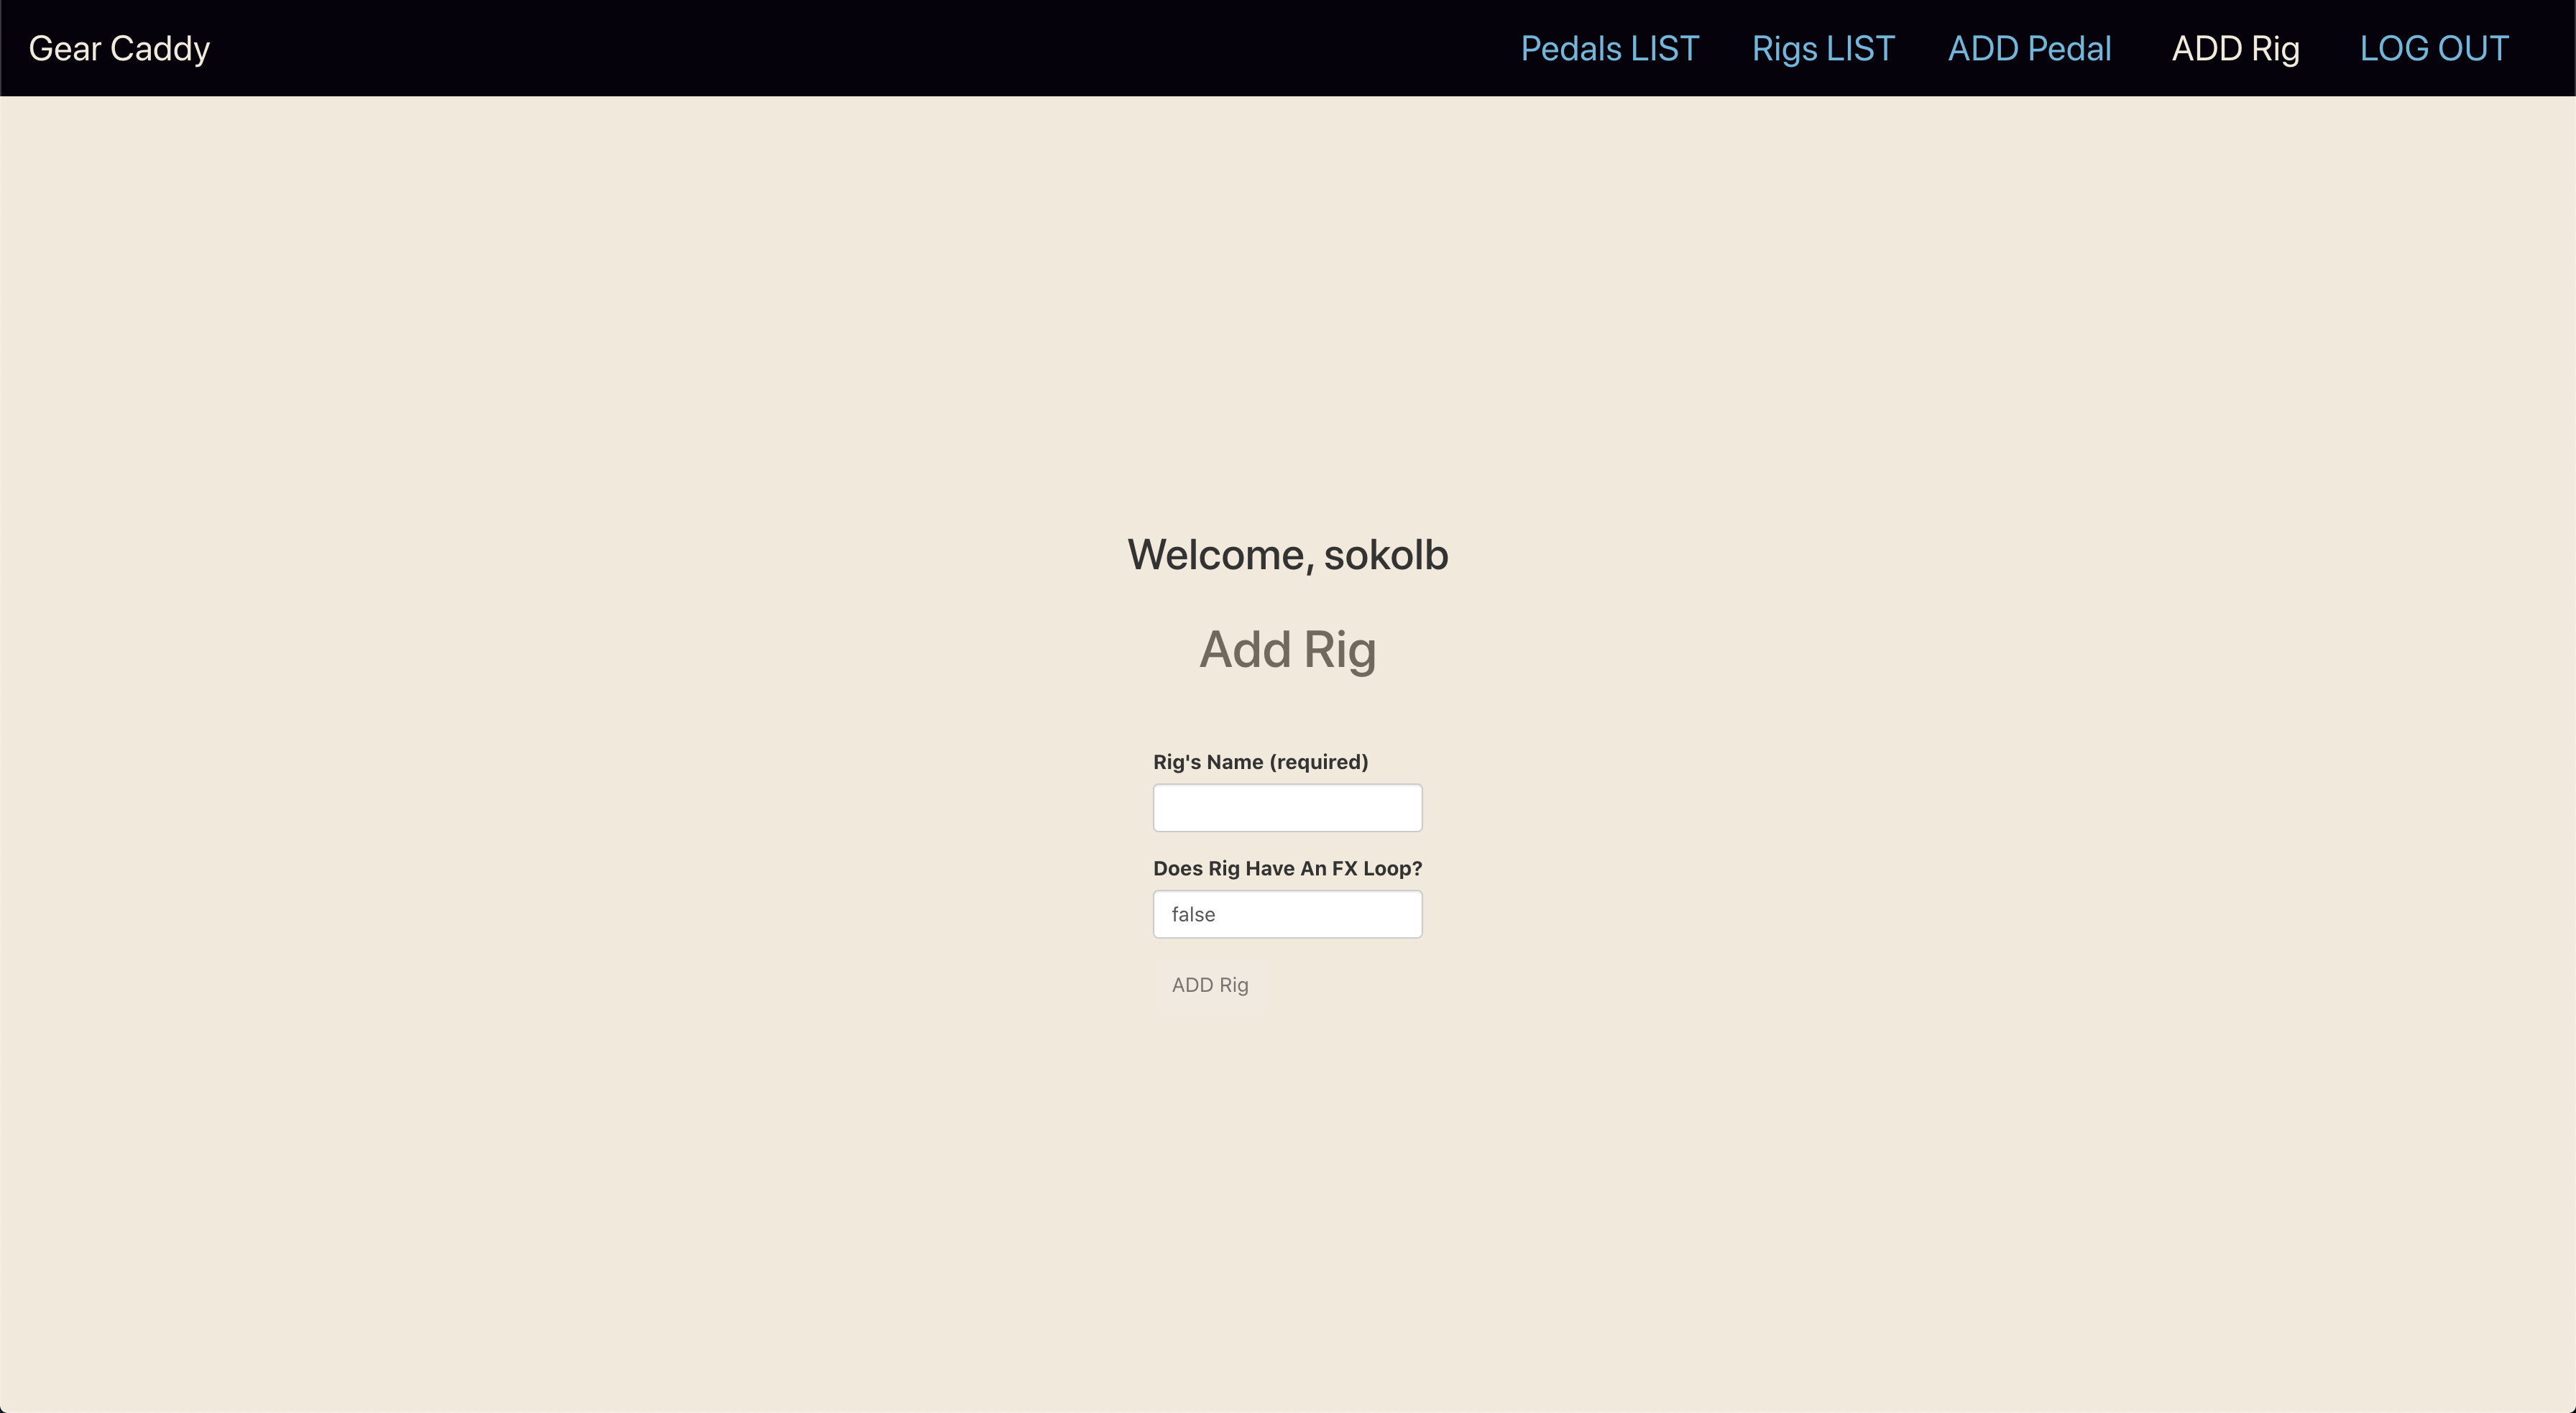 Gear Caddy Pedals LIST Rigs LIST ADD Pedal ADD Rig LOG OUT
Welcome, sokolb
Add Rig
Rig's Name (required)
Does Rig Have An FX Loop?
false
ADD Rig